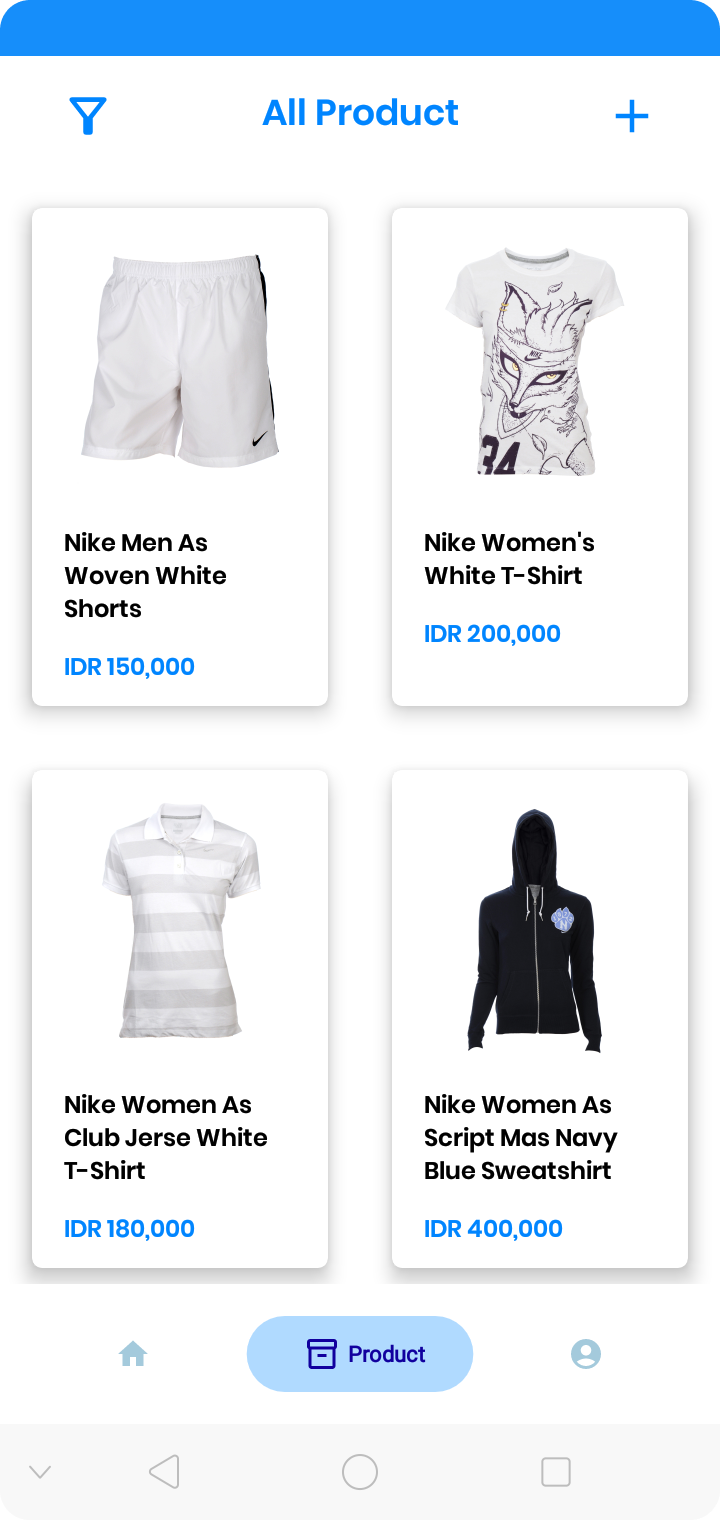 All Product
NIKE
34
Nike Men As
Woven White
Shorts
IDR 150,000
Nike Women's
White T-Shirt
IDR 200,000
Nike Women As
Club Jerse White
T-Shirt
IDR 180,000
Nike Women As
Script Mas Navy
Blue Sweatshirt
IDR 400,000
Product